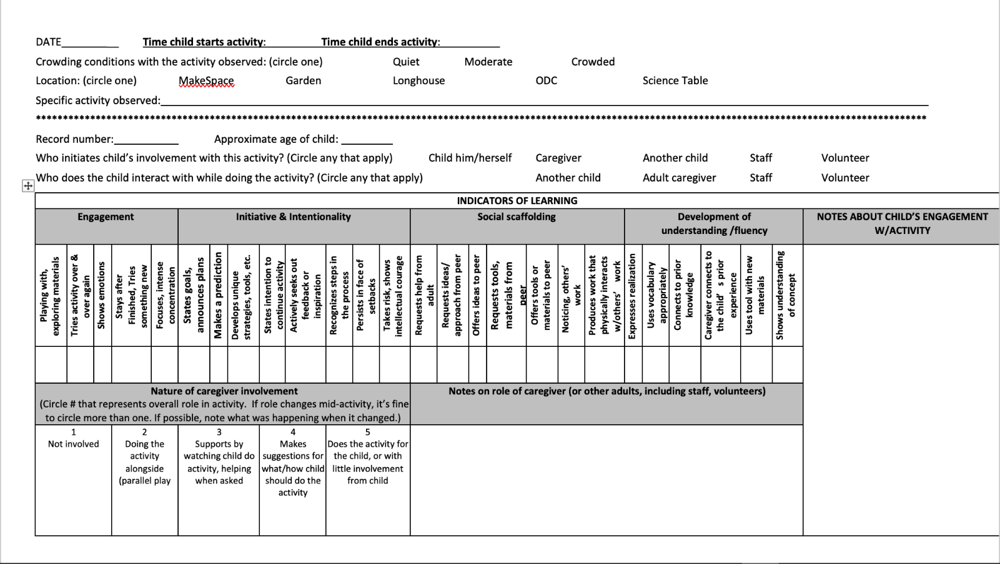 DATE__________ Time child starts activity: Time child ends activity:
Crowding conditions with the activity observed: (circle one) Quiet Moderate Crowded
Location: (circle one) MakeSpace Garden Longhouse ODC Science Table
Specific activity observed:
****************************************************************
Record number:___________ Approximate age of child: _________
Who initiates child’s involvement with this activity? (Circle any that apply) Child him/herself Caregiver Another child Staff Volunteer
Who does the child interact with while doing the activity? (Circle any that apply) Another child Adult caregiver Staff Volunteer
INDICATORS OF LEARNING
Engagement
Initiative & Intentionality
Social scaffolding
Development of
understanding /fluency
NOTES ABOUT CHILD’S ENGAGEMENT
W/ACTIVITY
Playing with,
exploring materials
Tries activity over &
over again
Shows emotions
Stays after
Finished, Tries
something new
Focuses, intense
concentration
States goals,
announces plans
Makes a prediction
Develops unique
strategies, tools, etc.
States intention to
continue activity
Actively seeks out
feedback or
inspiration
Recognizes steps in
the process
Persists in face of
setbacks
Takes risk, shows
intellectual courage
Requests help from
adult
Requests ideas/
approach from peer
Offers ideas to peer
Requests tools,
materials from
peer
Offers tools or
materials to peer
Noticing, others’
work
Produces work that
physically interacts
w/others’ work
Expresses realization
Uses vocabulary
appropriately
Connects to prior
knowledge
Caregiver connects to
the child’ s prior
experience
Uses tool with new
materials
Shows understanding
of concept
Nature of caregiver involvement
(Circle # that represents overall role in activity. If role changes mid-activity, it’s fine
to circle more than one. If possible, note what was happening when it changed.)
Notes on role of caregiver (or other adults, including staff, volunteers)
1
Not involved
2
Doing the
activity
alongside
(parallel play
3
Supports by
watching child do
activity, helping
when asked
4
Makes
suggestions for
what/how child
should do the
activity
5
Does the activity for
the child, or with
little involvement
from child